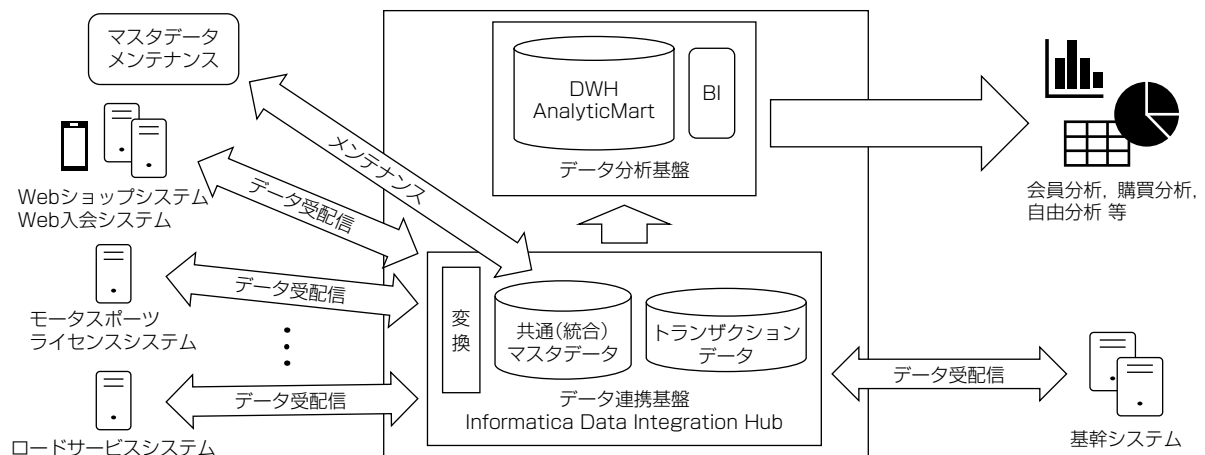 マスタデータ
メンテナンス
Webショップシステム
Web入会システム
モータスポーツ
ライセンスシステム
ロードサービスシステム
メンテナンス
データ受配信
データ受配信
データ受配信
DWH
AnalyticMart
BI
データ分析基盤
変換
共通(統合)
マスタデータ
トランザクション
データ
データ連携基盤
Informatica Data Integration Hub
会員分析, 購買分析,
自由分析 等
データ受配信
基幹システム